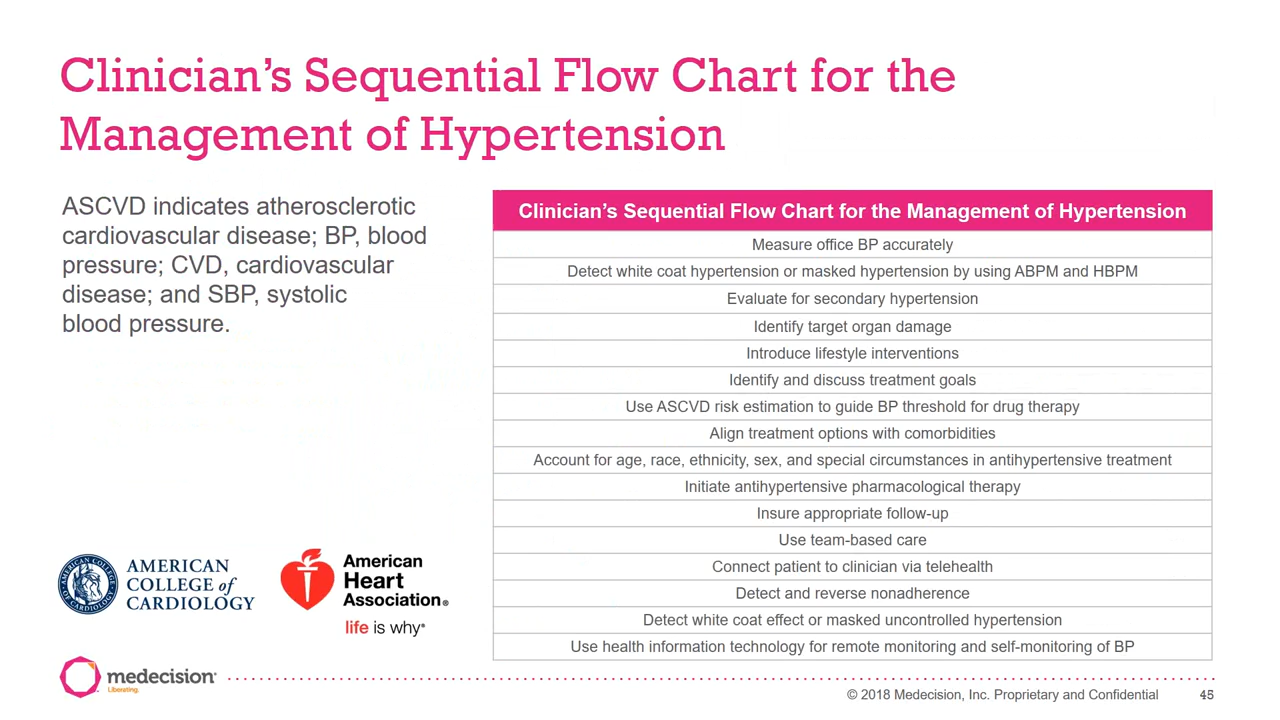 Clinician’s Sequential Flow Chart for the
Management of Hypertension
ASCVD indicates atherosclerotic
cardiovascular disease; BP, blood
pressure; CVD, cardiovascular
disease; and SBP, systolic
blood pressure.
Clinician’s Sequential Flow Chart for the Management of Hypertension
Measure office BP accurately
Detect white coat hypertension or masked hypertension by using ABPM and HBPM
Evaluate for secondary hypertension
Identify target organ damage
Introduce lifestyle interventions
Identify and discuss treatment goals
Use ASCVD risk estimation to guide BP threshold for drug therapy
Align treatment options with comorbidities
Account for age, race, ethnicity, sex, and special circumstances in antihypertensive treatment
Initiate antihypertensive pharmacological therapy
Insure appropriate follow-up
Use team-based care
Connect patient to clinician via telehealth
Detect and reverse nonadherence
Detect white coat effect or masked uncontrolled hypertension
Use health information technology for remote monitoring and self-monitoring of BP
AMERICAN
COLLEGE of
CARDIOLOGY
American
Heart
Association®
life is why®
medecision®
Liberating.
© 2018 Medecision, Inc. Proprietary and Confidential
45